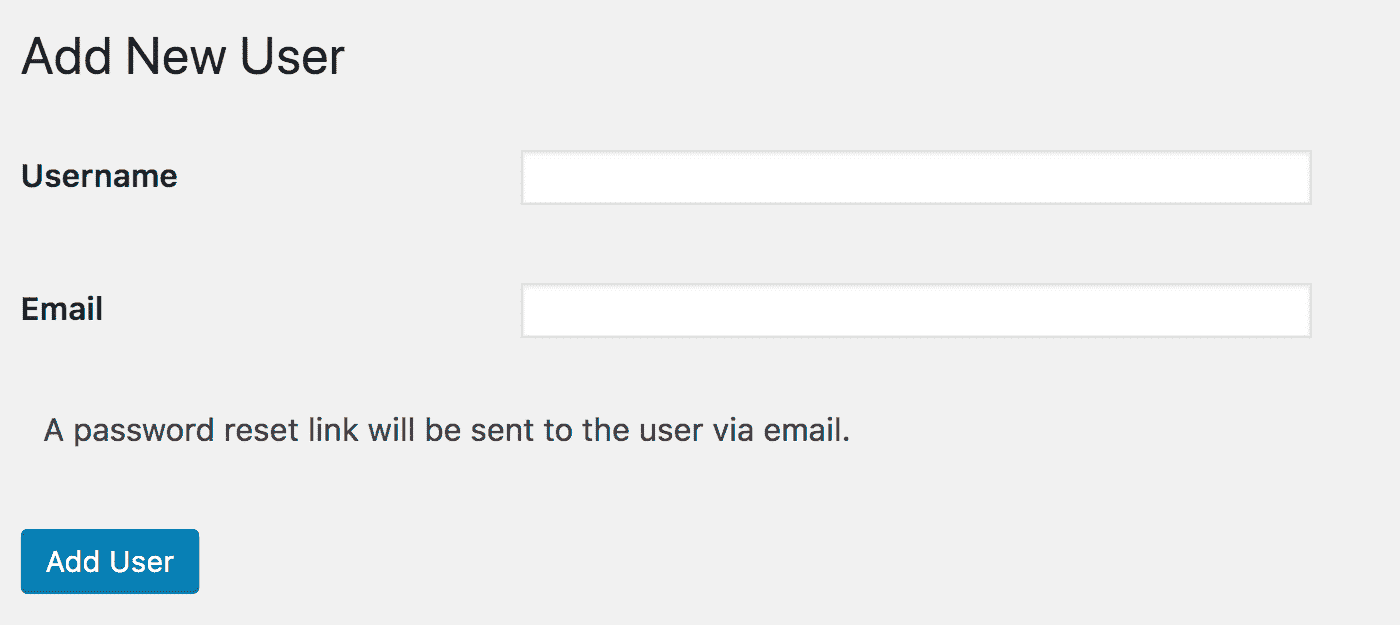 Add New User
Username
Email
A password reset link will be sent to the user via email.
Add User